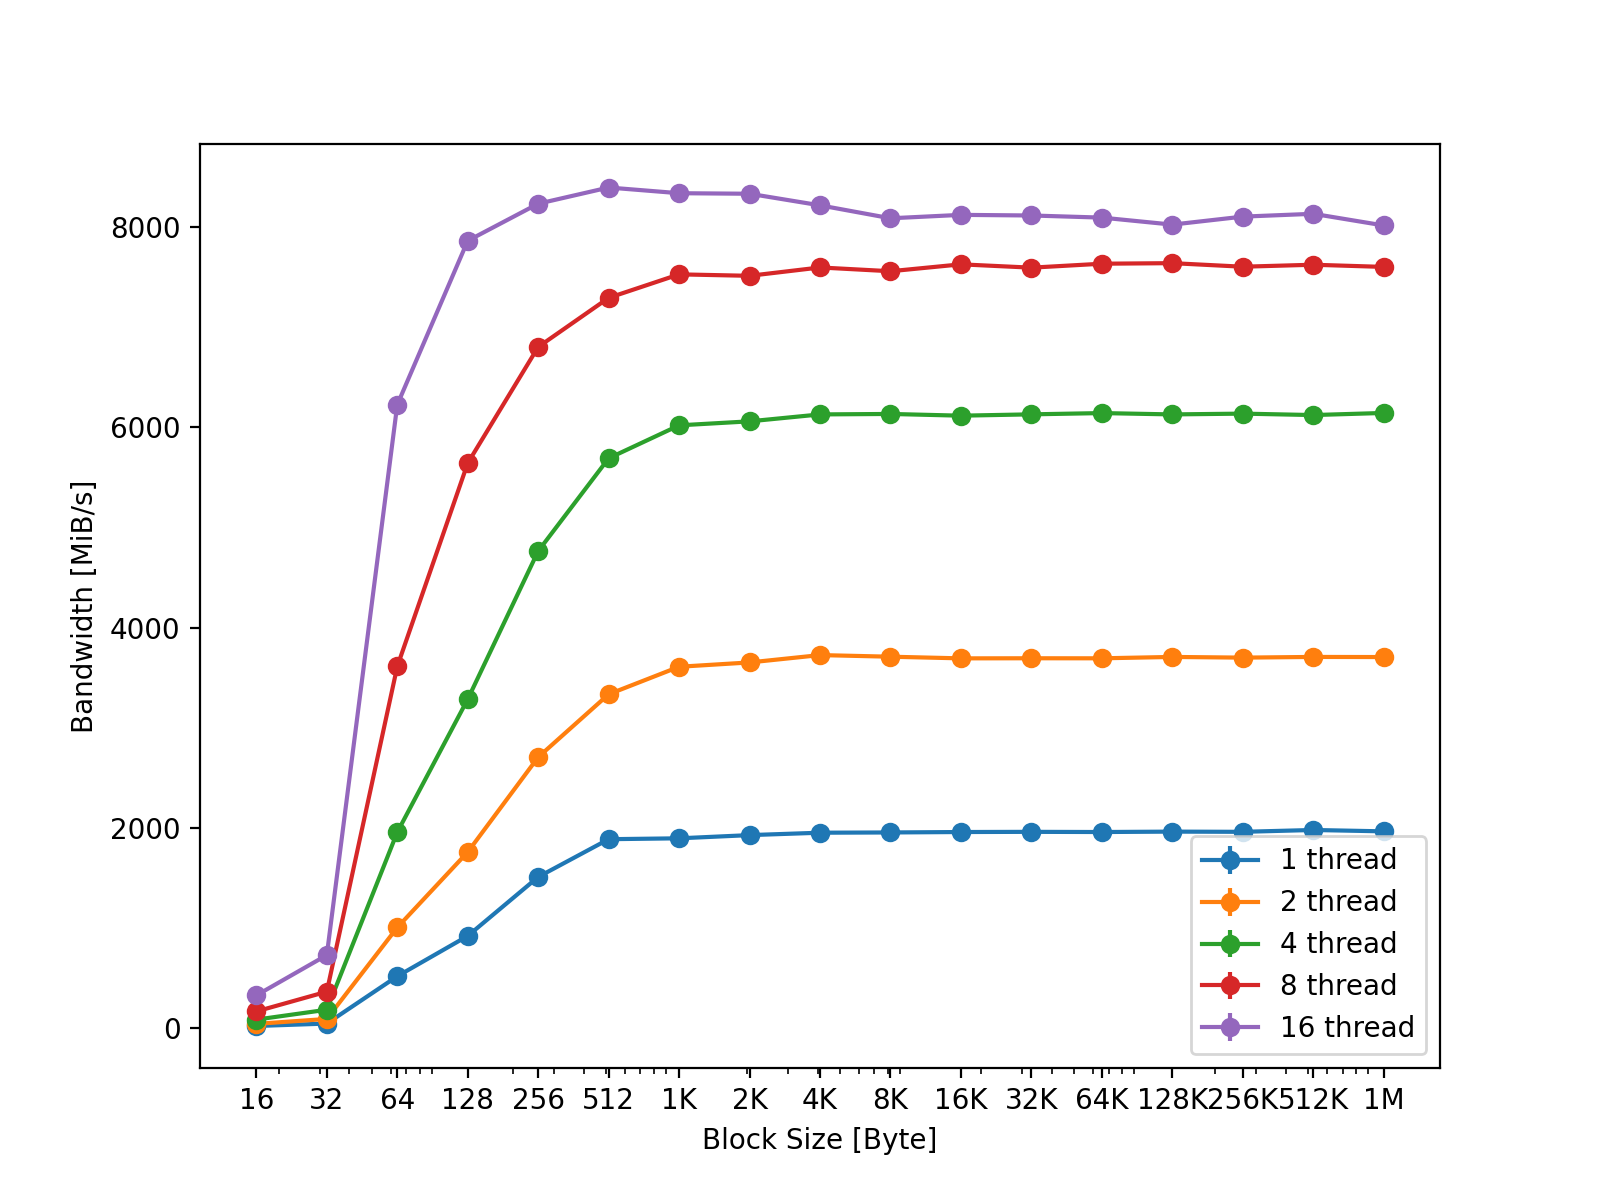 8000
6000
4000
2000
0
Bandwidth [MiB/s]
1 thread
2 thread
4 thread
8 thread
16 thread
16 32 64 128 256 512 1K 2K 4K 8K 16K 32K 64K 128K 256K 512K 1M
Block Size [Byte]